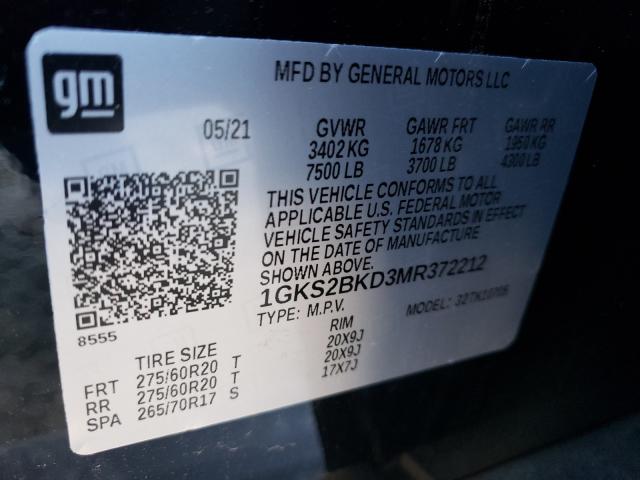 gm
MFD BY GENERAL MOTORS LLC
05/21 GVWR GAWR FRT GAWR RR
3402 KG 1678 KG 1950 KG
7500 LB 3700 LB 4300 LB
THIS VEHICLE CONFORMS TO ALL
APPLICABLE U.S. FEDERAL MOTOR
VEHICLE SAFETY STANDARDS IN EFFECT
ON THE DATE OF MANUFACTURE
SHOWN ABOVE.
1GKS2BKD3MR372212
TYPE: M.P.V. MODEL:
8555
TIRE SIZE RIM
FRT 275/60R20 T 20X9J
RR 275/60R20 T 20X9J
SPA 265/70R17 S 17X7J